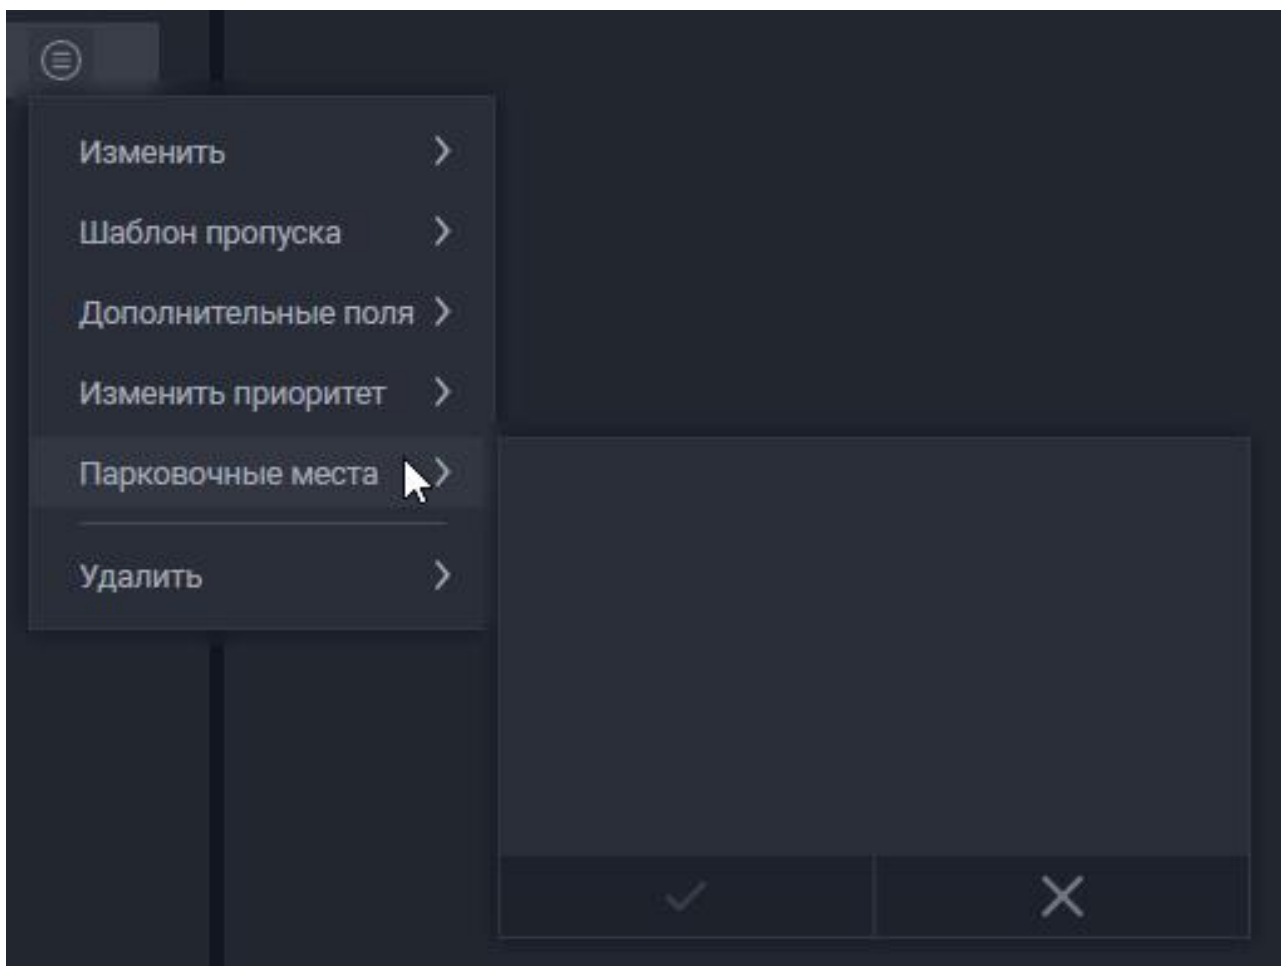 Изменить
Шаблон пропуска
Дополнительные поля
Изменить приоритет
Парковочные места
Удалить